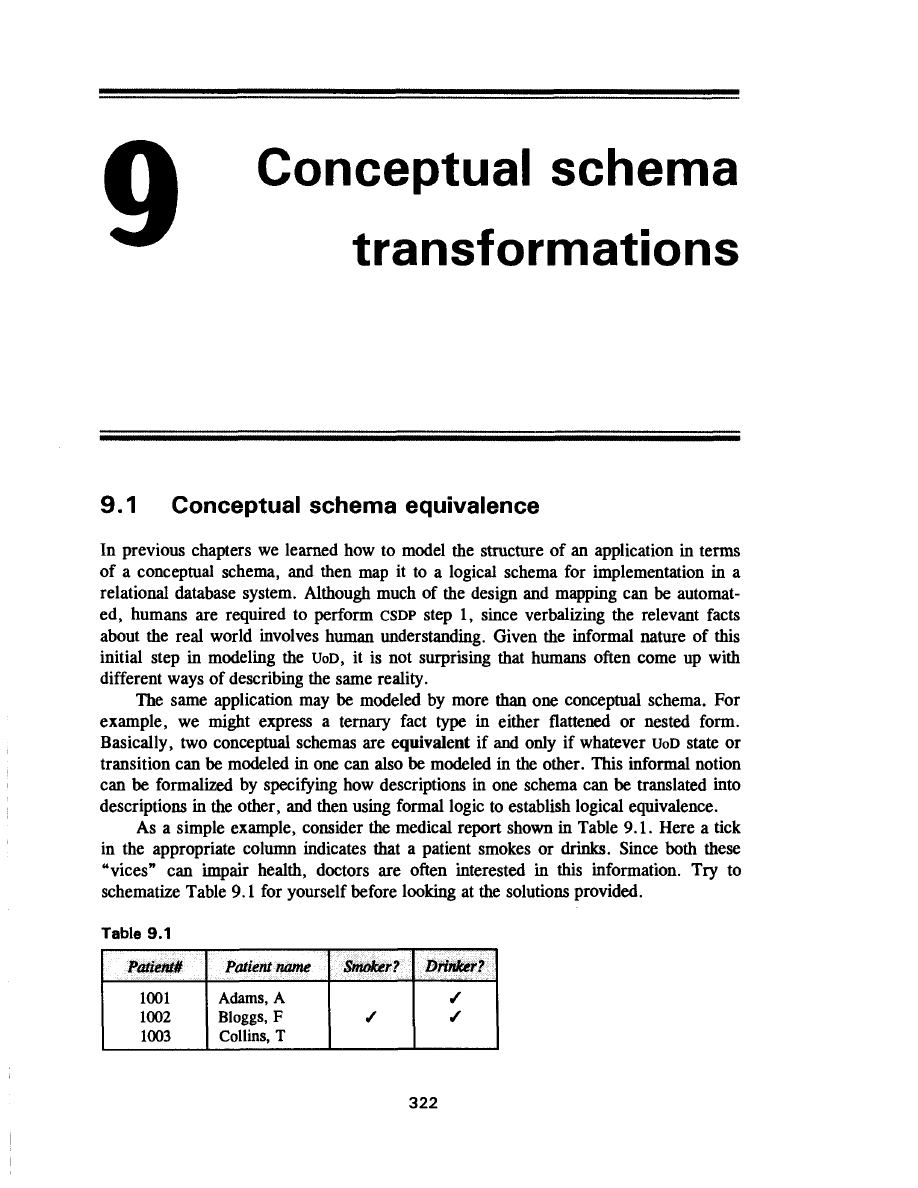 9
Conceptual schema
transformations
9.1 Conceptual schema equivalence
In previous chapters we learned how to model the structure of an application in terms
of a conceptual schema, and then map it to a logical schema for implementation in a
relational database system. Although much of the design and mapping can be automat-
ed, humans are required to perform CSDP step 1, since verbalizing the relevant facts
about the real world involves human understanding. Given the informal nature of this
initial step in modeling the UoD, it is not surprising that humans often come up with
different ways of describing the same reality.
The same application may be modeled by more than one conceptual schema. For
example, we might express a ternary fact type in either flattened or nested form.
Basically, two conceptual schemas are equivalent if and only if whatever UoD state or
transition can be modeled in one can also be modeled in the other. This informal notion
can be formalized by specifying how descriptions in one schema can be translated into
descriptions in the other, and then using formal logic to establish logical equivalence.
As a simple example, consider the medical report shown in Table 9.1. Here a tick
in the appropriate column indicates that a patient smokes or drinks. Since both these
“vices” can impair health, doctors are often interested in this information. Try to
schematize Table 9.1 for yourself before looking at the solutions provided.
Table 9.1
Patient# Patient name Smoker? Drinker?
1001 Adams, A ✓
1002 Bloggs, F ✓ ✓
1003 Collins, T
322